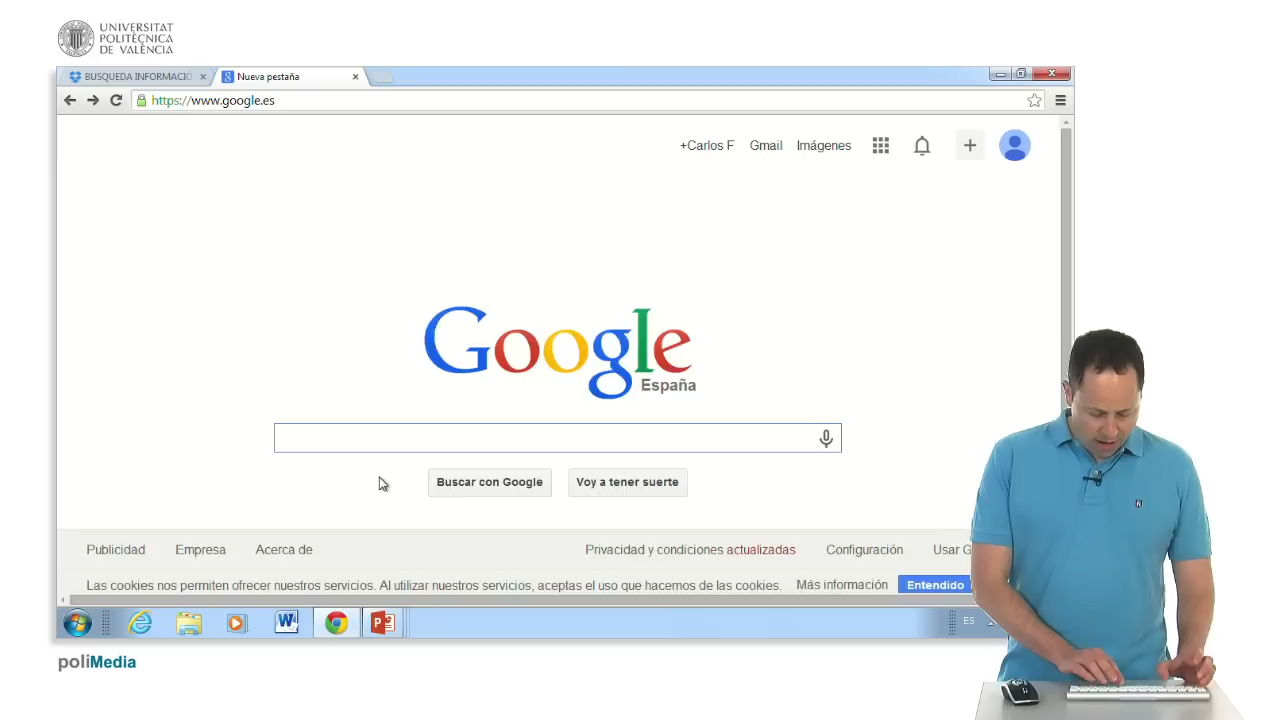 UNIVERSITAT
POLITÈCNICA
DE VALÈNCIA
BUSQUEDA INFORMACIÓ
Nueva pestaña
https://www.google.es
+Carlos F Gmail Imágenes
Google
España
Buscar con Google Voy a tener suerte
Publicidad Empresa Acerca de Privacidad y condiciones actualizadas Configuración Usar G
Las cookies nos permiten ofrecer nuestros servicios. Al utilizar nuestros servicios, aceptas el uso que hacemos de las cookies. Más información Entendido
ES
poliMedia